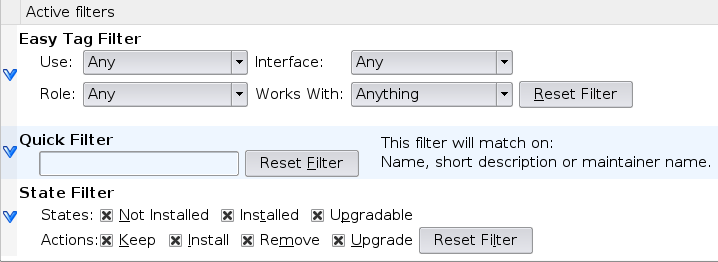 Active filters
Easy Tag Filter
Use: Any Interface: Any
Role: Any Works With: Anything Reset Filter
Quick Filter
This filter will match on:
Reset Filter Name, short description or maintainer name.
State Filter
States: Not Installed Installed Upgradable
Actions: Keep Install Remove Upgrade Reset Filter